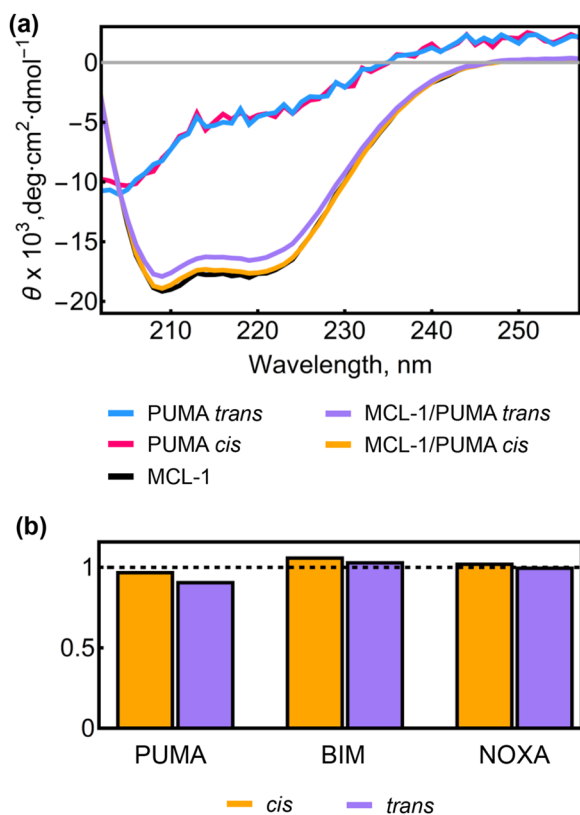 (a)
θ x 10³, deg·cm²·dmol⁻¹
0
−5
−10
−15
−20
210 220 230 240 250
Wavelength, nm
PUMA trans MCL-1/PUMA trans
PUMA cis MCL-1/PUMA cis
MCL-1
(b)
1
0.5
0
PUMA BIM NOXA
cis trans